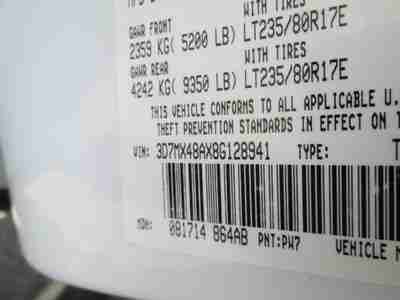 WITH TIRES
GAWR FRONT
2359 KG( 5200 LB) LT235/80R17E
GAWR REAR WITH TIRES
4242 KG( 9350 LB) LT235/80R17E
THIS VEHICLE CONFORMS TO ALL APPLICABLE U.
THEFT PREVENTION STANDARDS IN EFFECT ON T
VIN: 3D7MX48AX8G128941 TYPE: T
MDH: 081714 864AB PNT:PW7 VEHICLE M